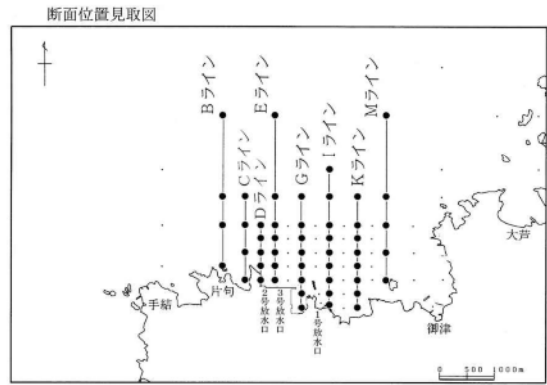 断面位置見取図
Bライン
Cライン
Dライン
Eライン
Gライン
Iライン
Kライン
Mライン
大芦
手結
片句
2号放水口
3号放水口
1号放水口
御津
0 500 1000m